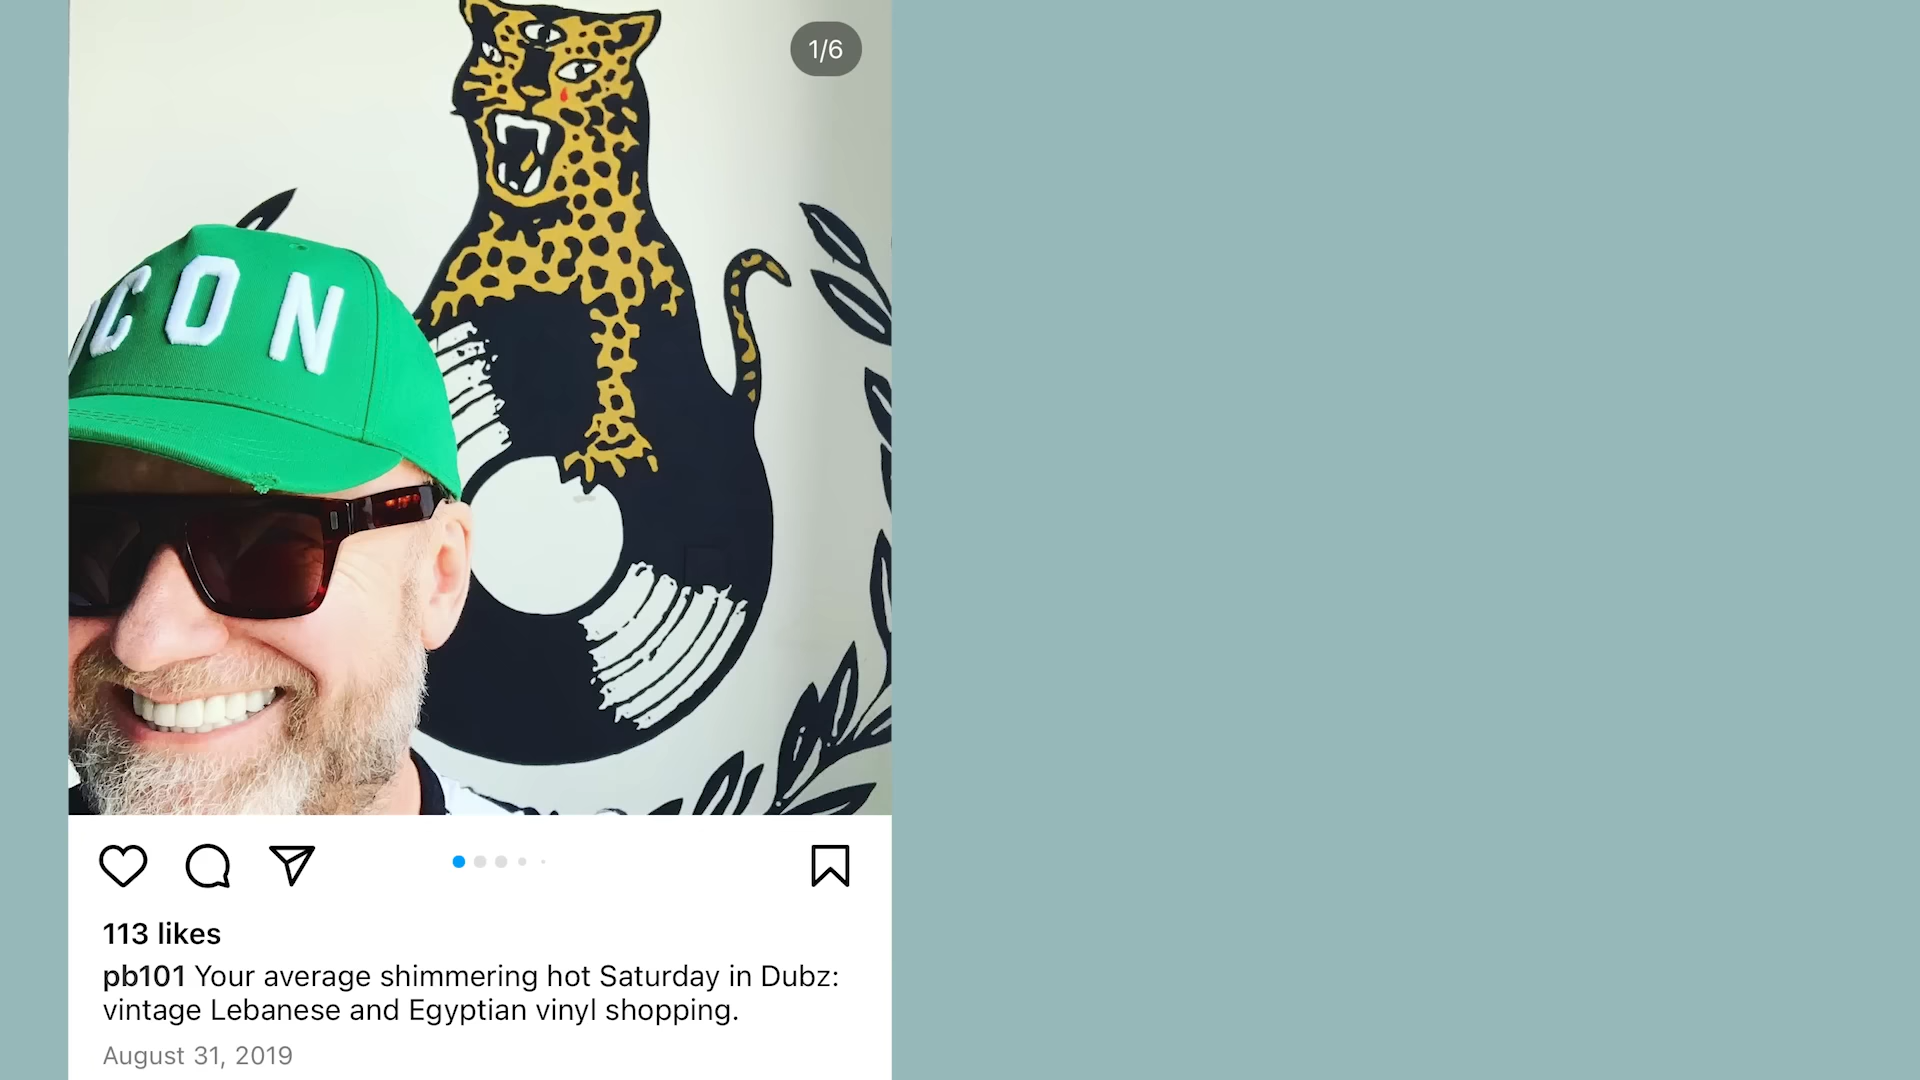 1/6
ICON
113 likes
pb101 Your average shimmering hot Saturday in Dubz:
vintage Lebanese and Egyptian vinyl shopping.
August 31, 2019